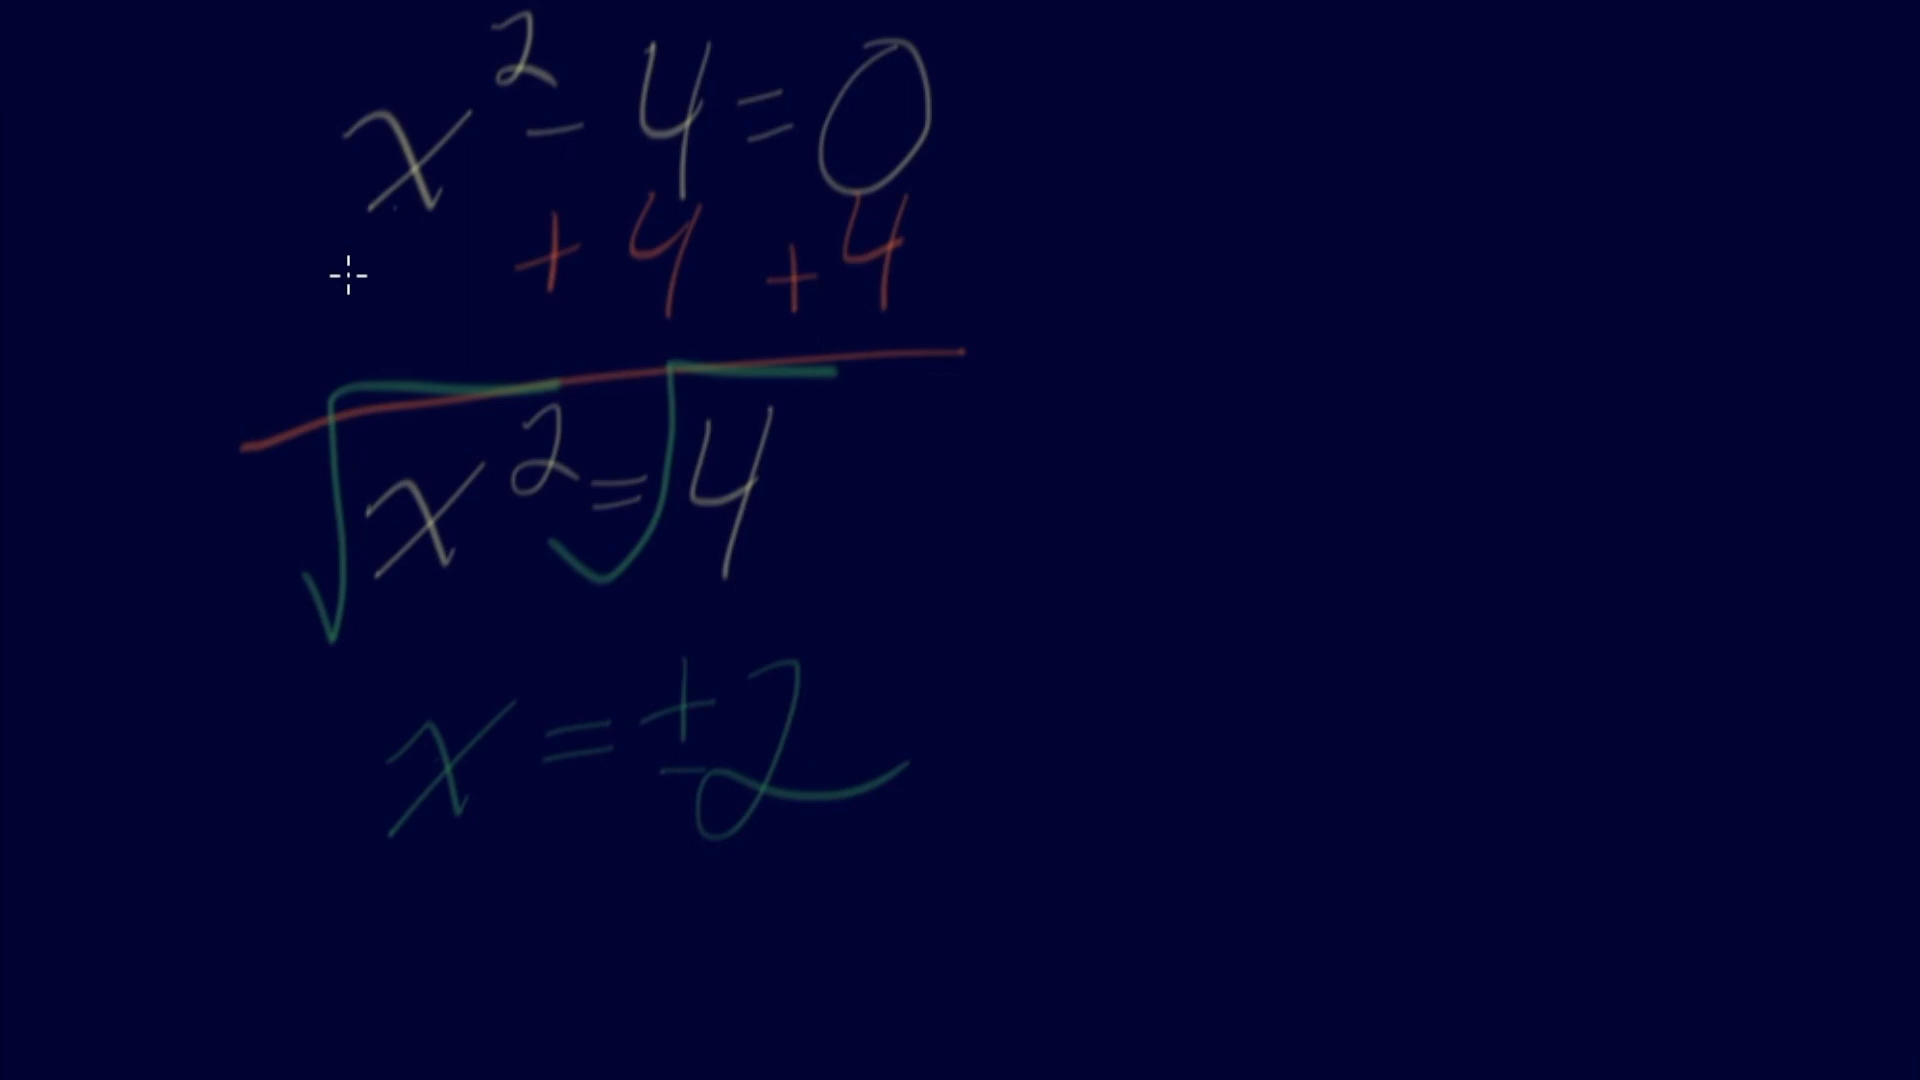 x² - 4 = 0
+ 4 + 4
√x² = √4
x = ±2